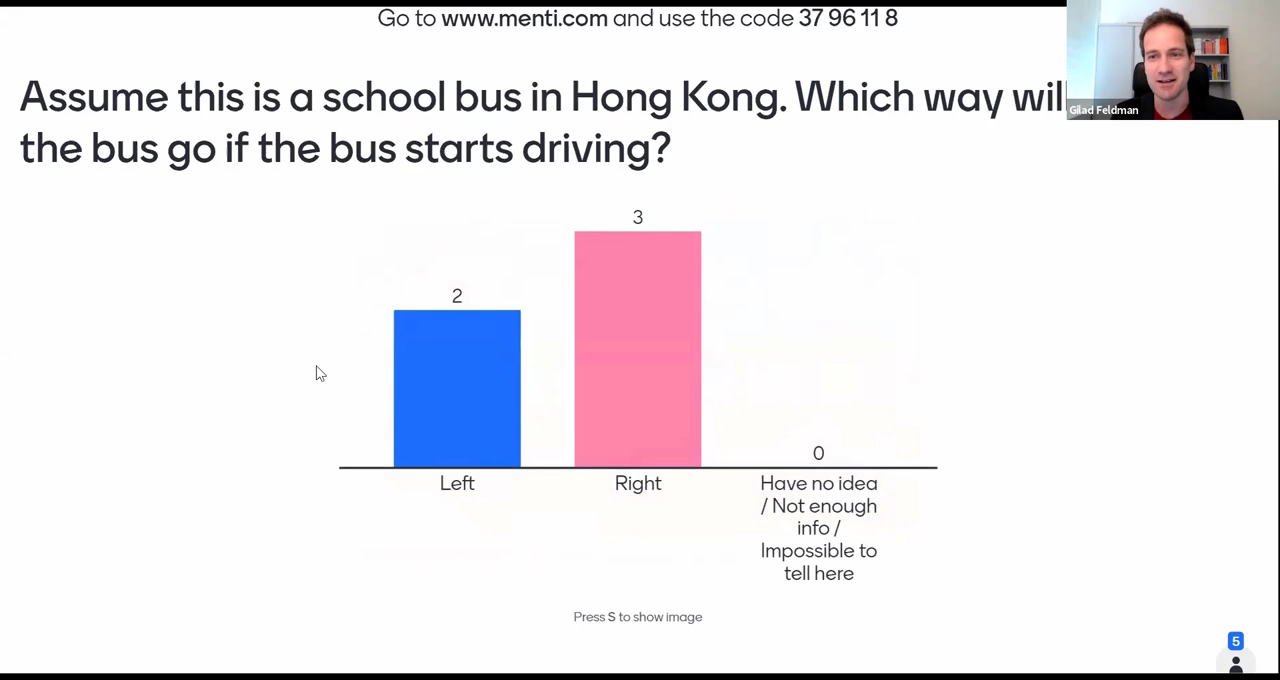 Go to www.menti.com and use the code 37 96 11 8
Assume this is a school bus in Hong Kong. Which way wil
the bus go if the bus starts driving?
Gilad Feldman
3
2
0
Left
Right
Have no idea
/ Not enough
info /
Impossible to
tell here
Press S to show image
5